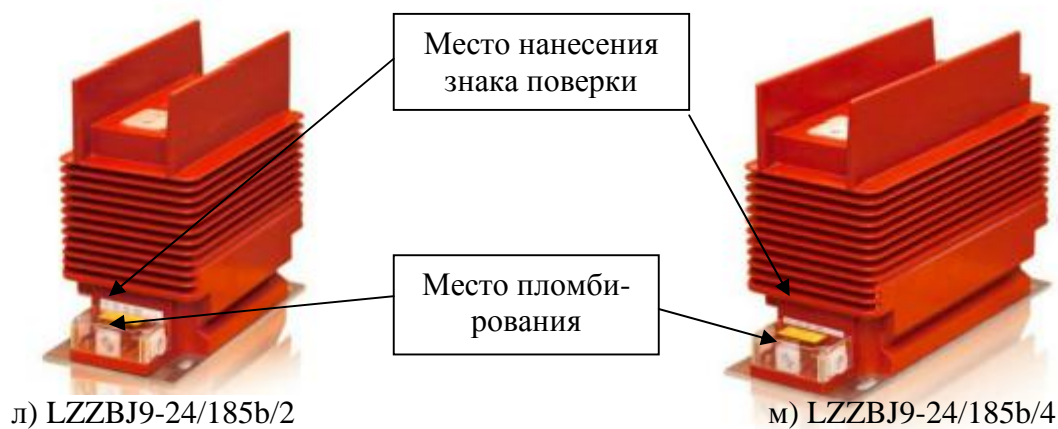 Место нанесения
знака поверки
Место пломби-
рования
л) LZZBJ9-24/185b/2
м) LZZBJ9-24/185b/4